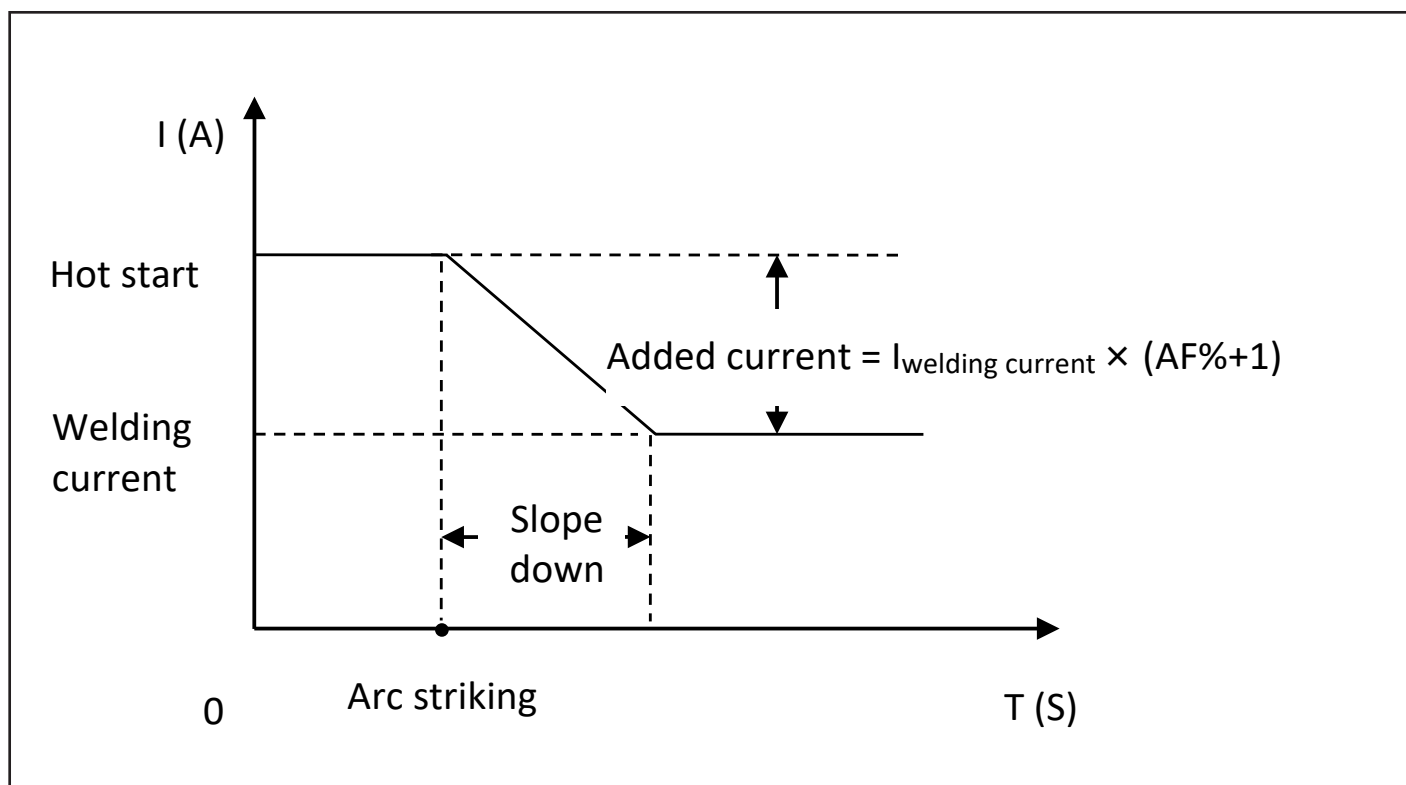 I (A)
Hot start
Added current = Iwelding current × (AF%+1)
Welding
current
Slope
down
0
Arc striking
T (S)